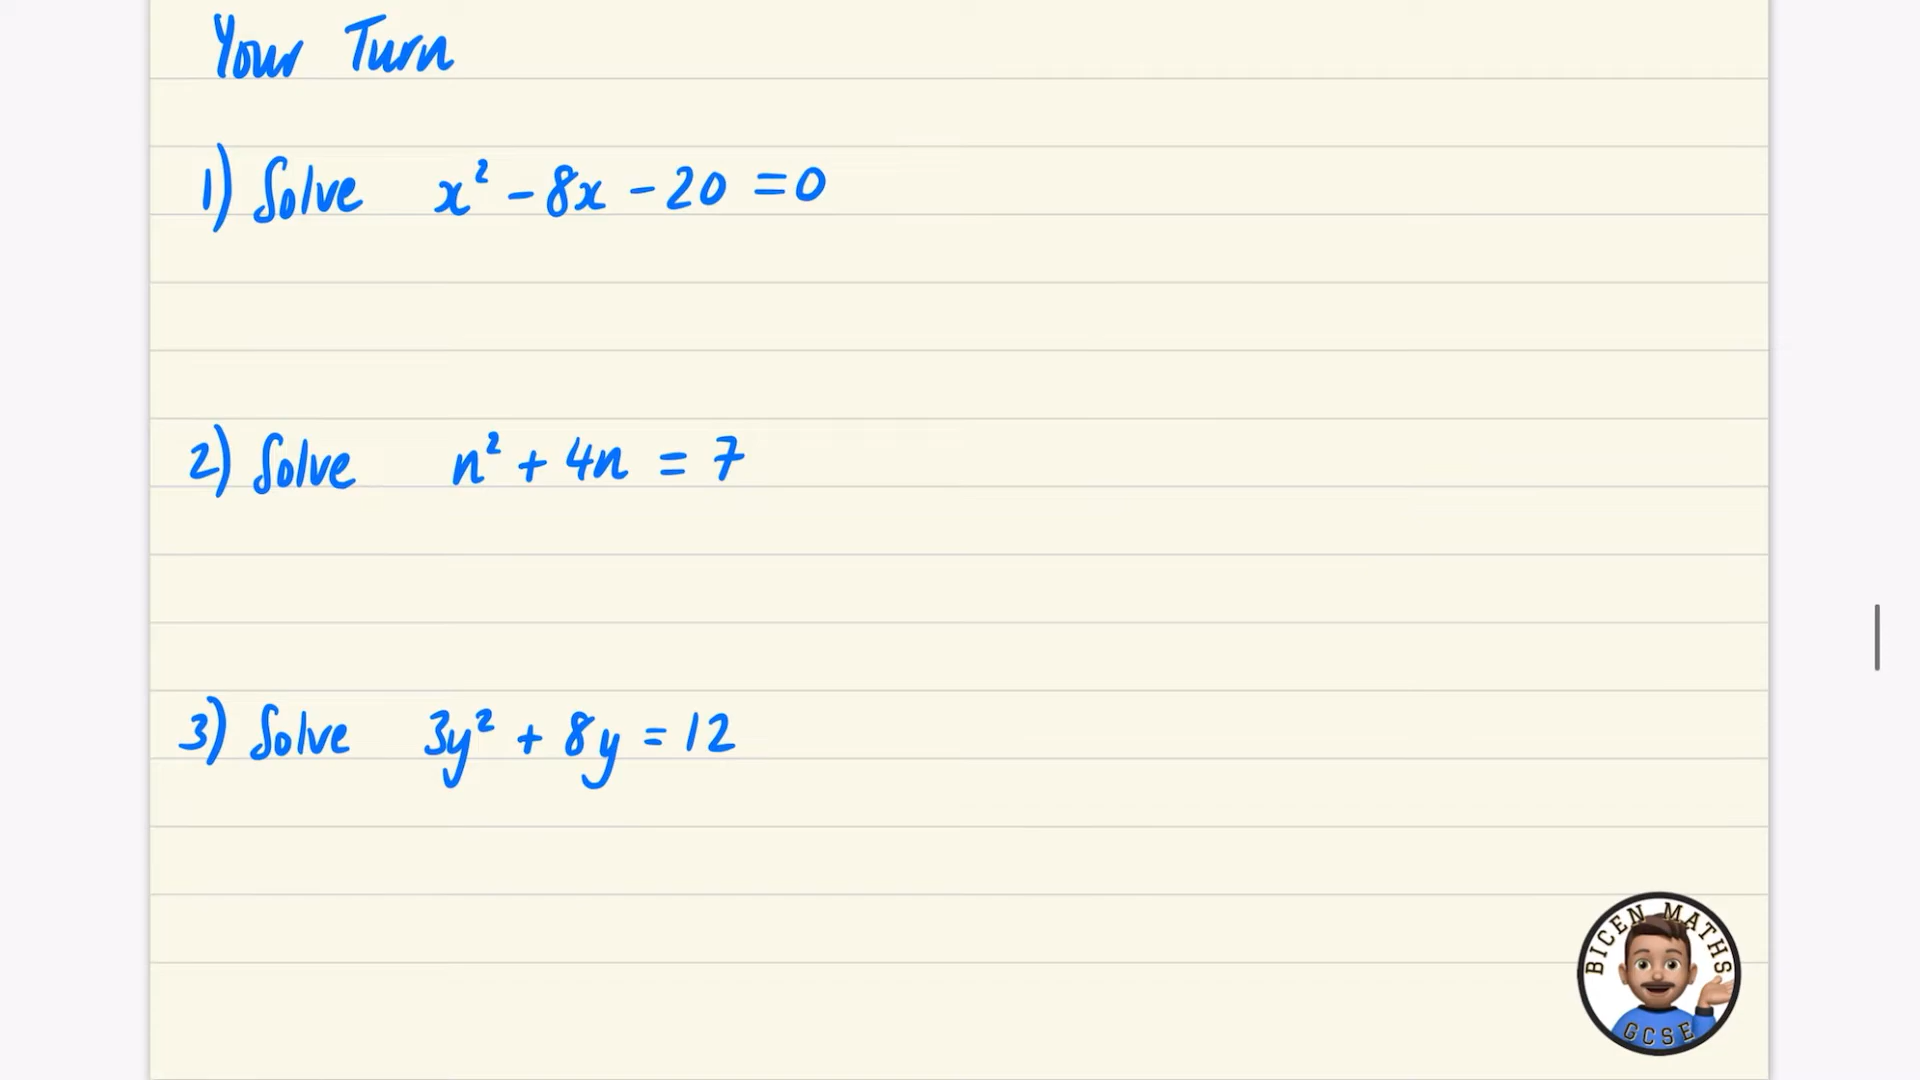 Your Turn
1) Solve x² - 8x - 20 = 0
2) Solve n² + 4n = 7
3) Solve 3y² + 8y = 12
BICEN MATHS
GCSE